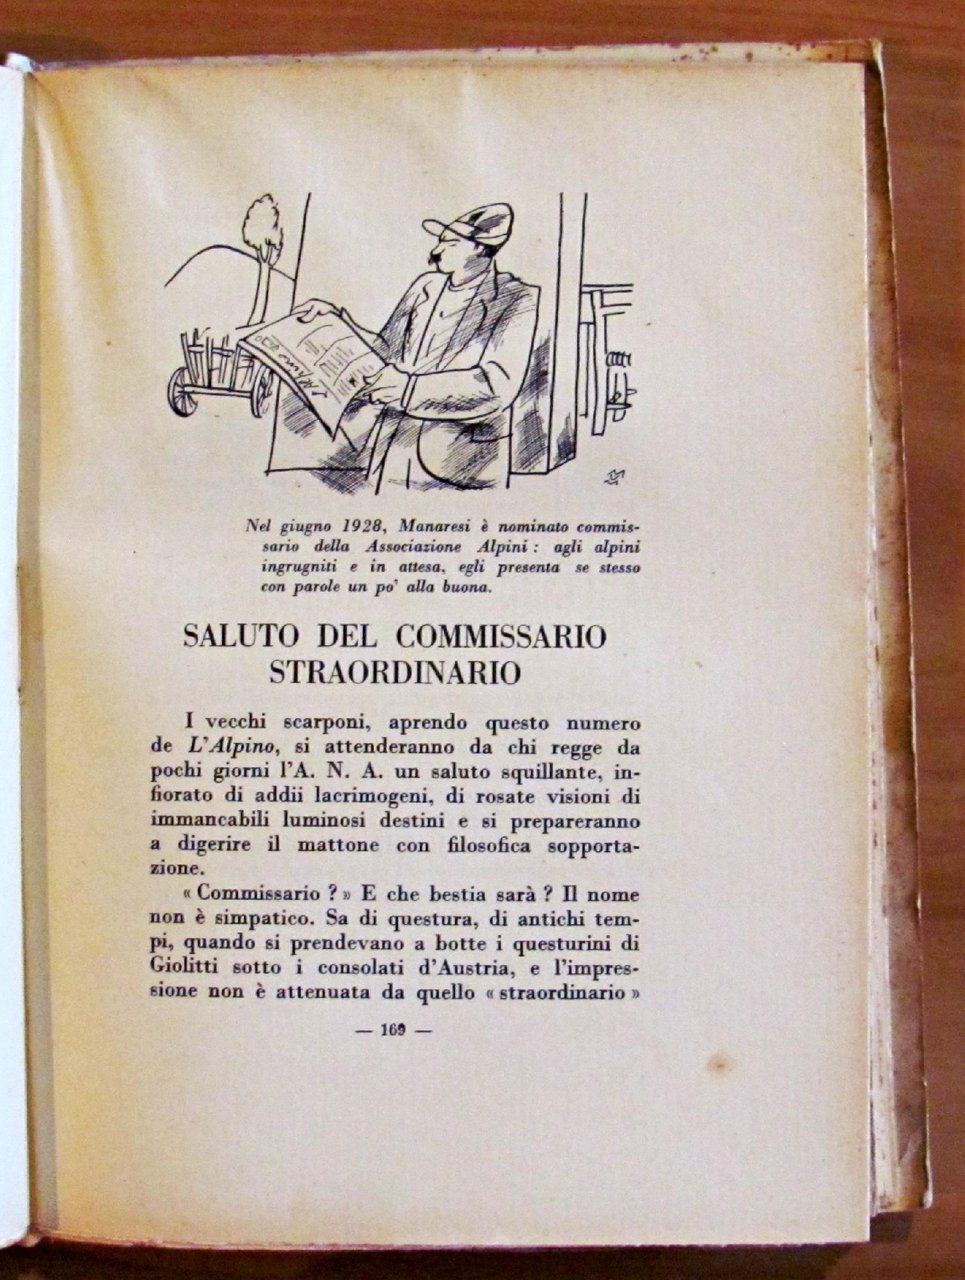 L'Alpino
Nel giugno 1928, Manaresi è nominato commis-
sario della Associazione Alpini : agli alpini
ingrugniti e in attesa, egli presenta se stesso
con parole un po' alla buona.
SALUTO DEL COMMISSARIO
STRAORDINARIO
I vecchi scarponi, aprendo questo numero
de L'Alpino, si attenderanno da chi regge da
pochi giorni l'A. N. A. un saluto squillante, in-
fiorato di addii lacrimogeni, di rosate visioni di
immancabili luminosi destini e si prepareranno
a digerire il mattone con filosofica sopporta-
zione.
« Commissario ? » E che bestia sarà ? Il nome
non è simpatico. Sa di questura, di antichi tem-
pi, quando si prendevano a botte i questurini di
Giolitti sotto i consolati d'Austria, e l'impres-
sione non è attenuata da quello « straordinario »
— 169 —